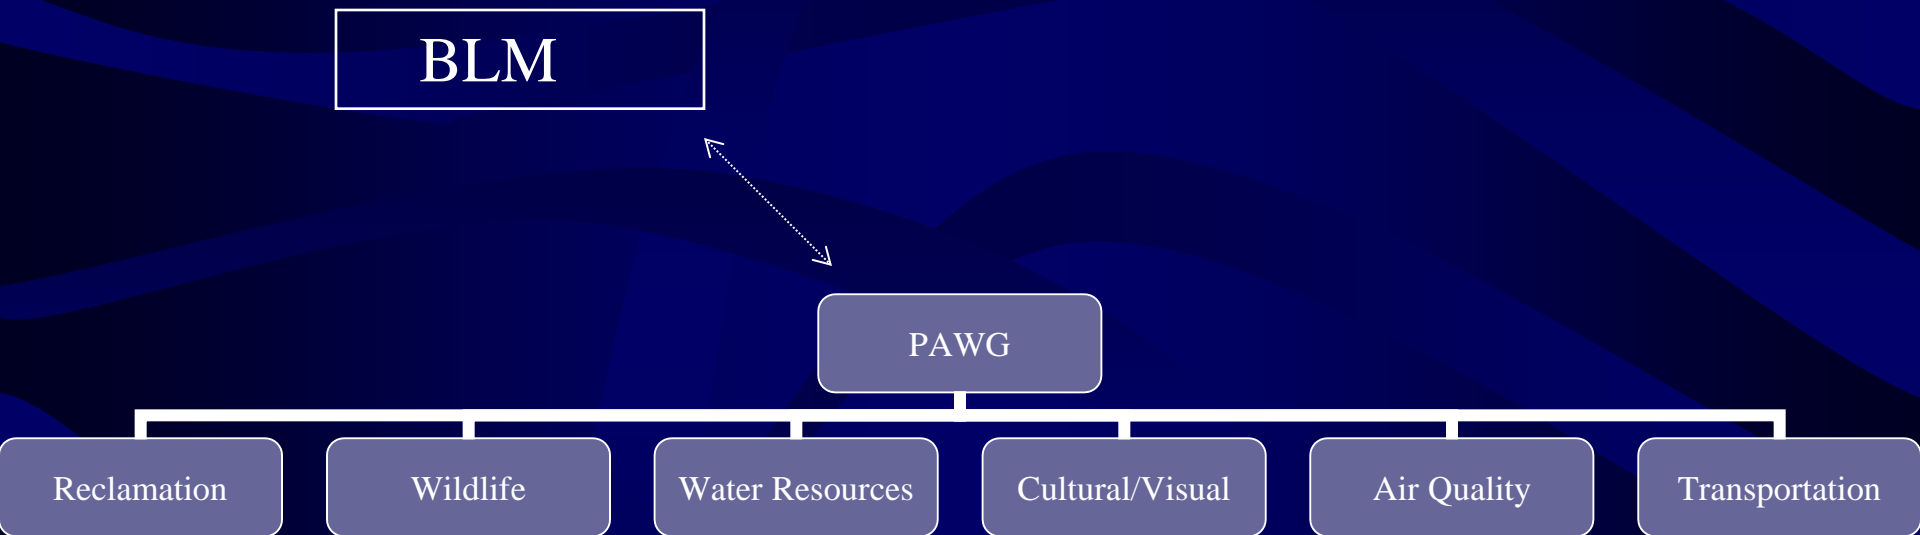 BLM
PAWG
Reclamation
Wildlife
Water Resources
Cultural/Visual
Air Quality
Transportation